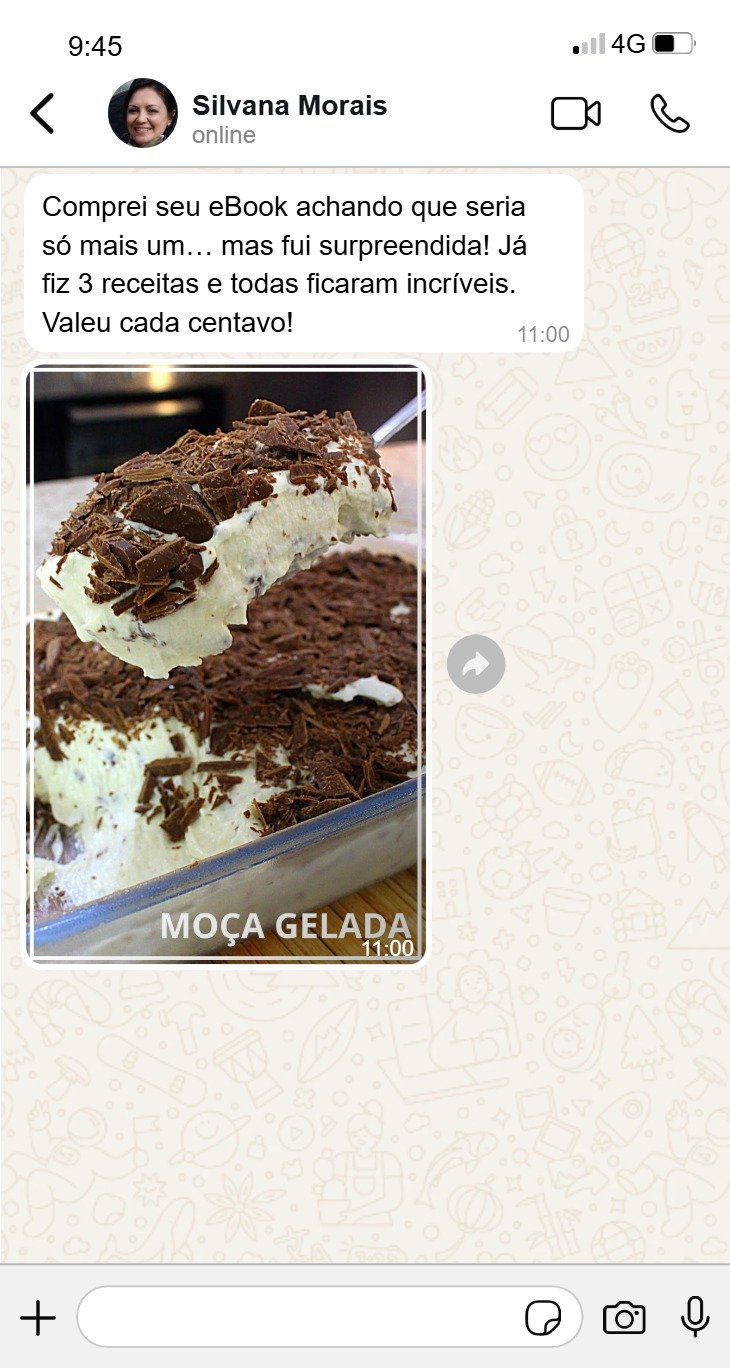 9:45
4G
Silvana Morais
online
Comprei seu eBook achando que seria
só mais um… mas fui surpreendida! Já
fiz 3 receitas e todas ficaram incríveis.
Valeu cada centavo!
11:00
MOÇA GELADA
11:00